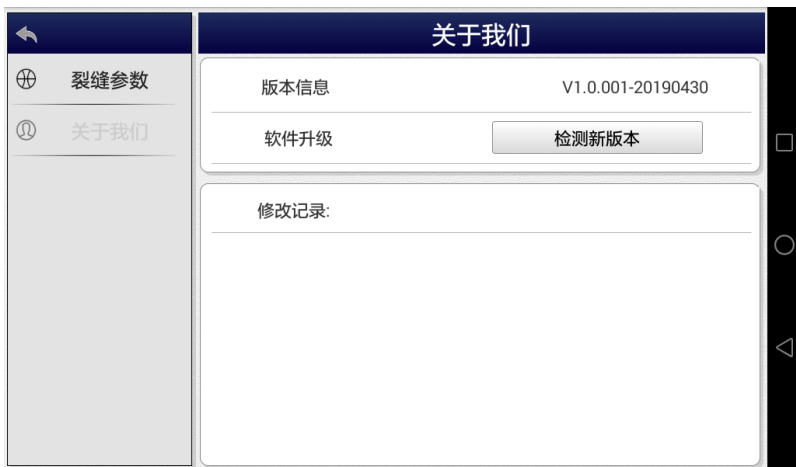 关于我们
裂缝参数
关于我们
版本信息 V1.0.001-20190430
软件升级 检测新版本
修改记录: